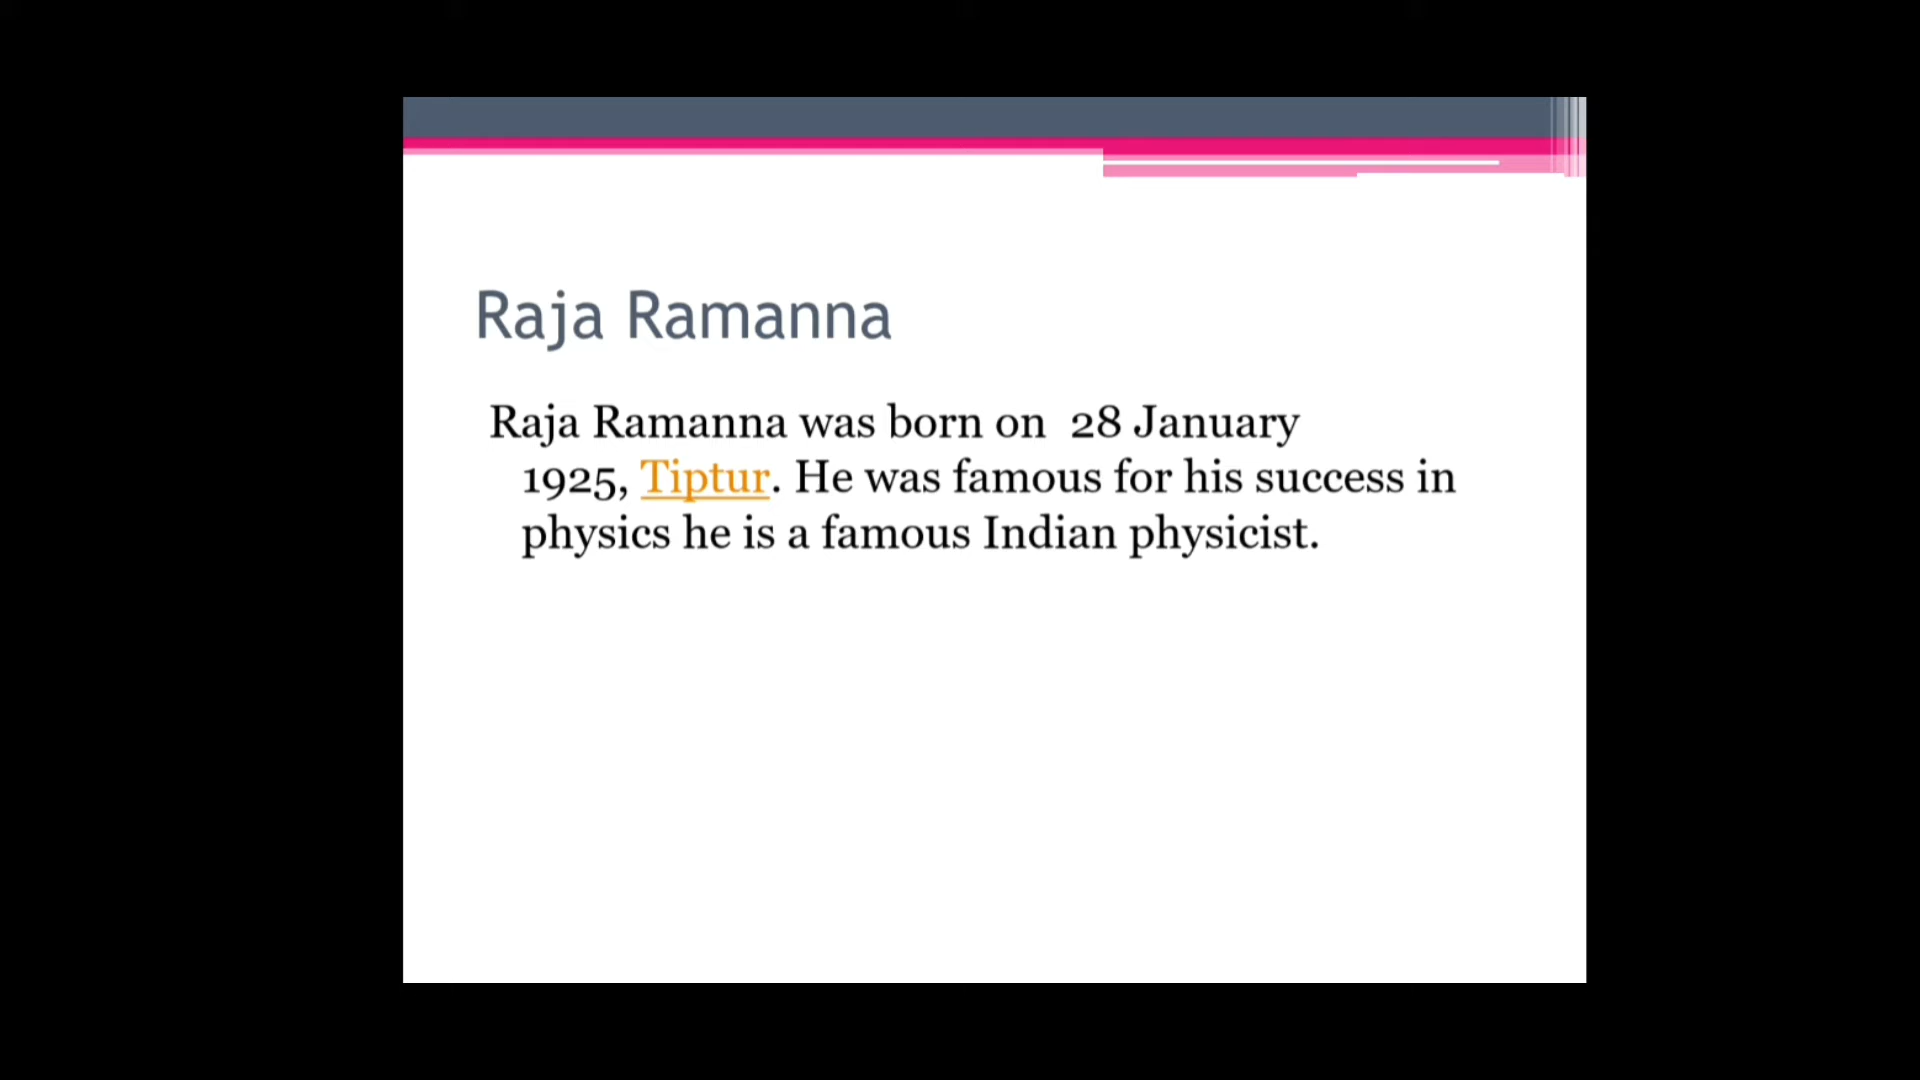 Raja Ramanna
Raja Ramanna was born on  28 January
1925, Tiptur. He was famous for his success in
physics he is a famous Indian physicist.